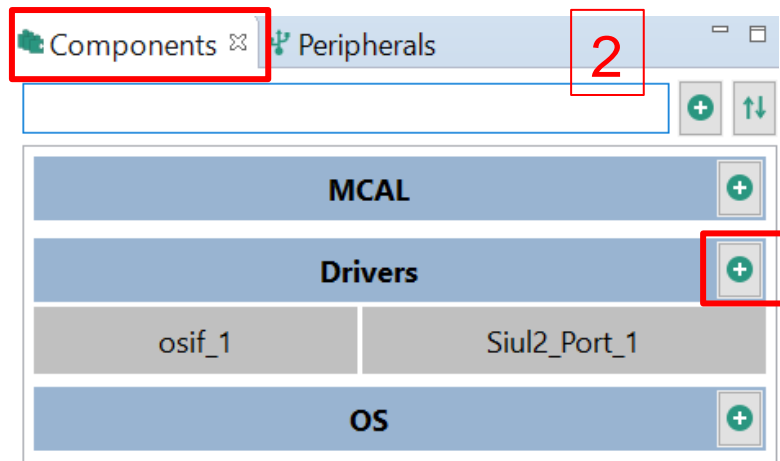 Components Peripherals
2
MCAL
Drivers
osif_1 Siul2_Port_1
OS